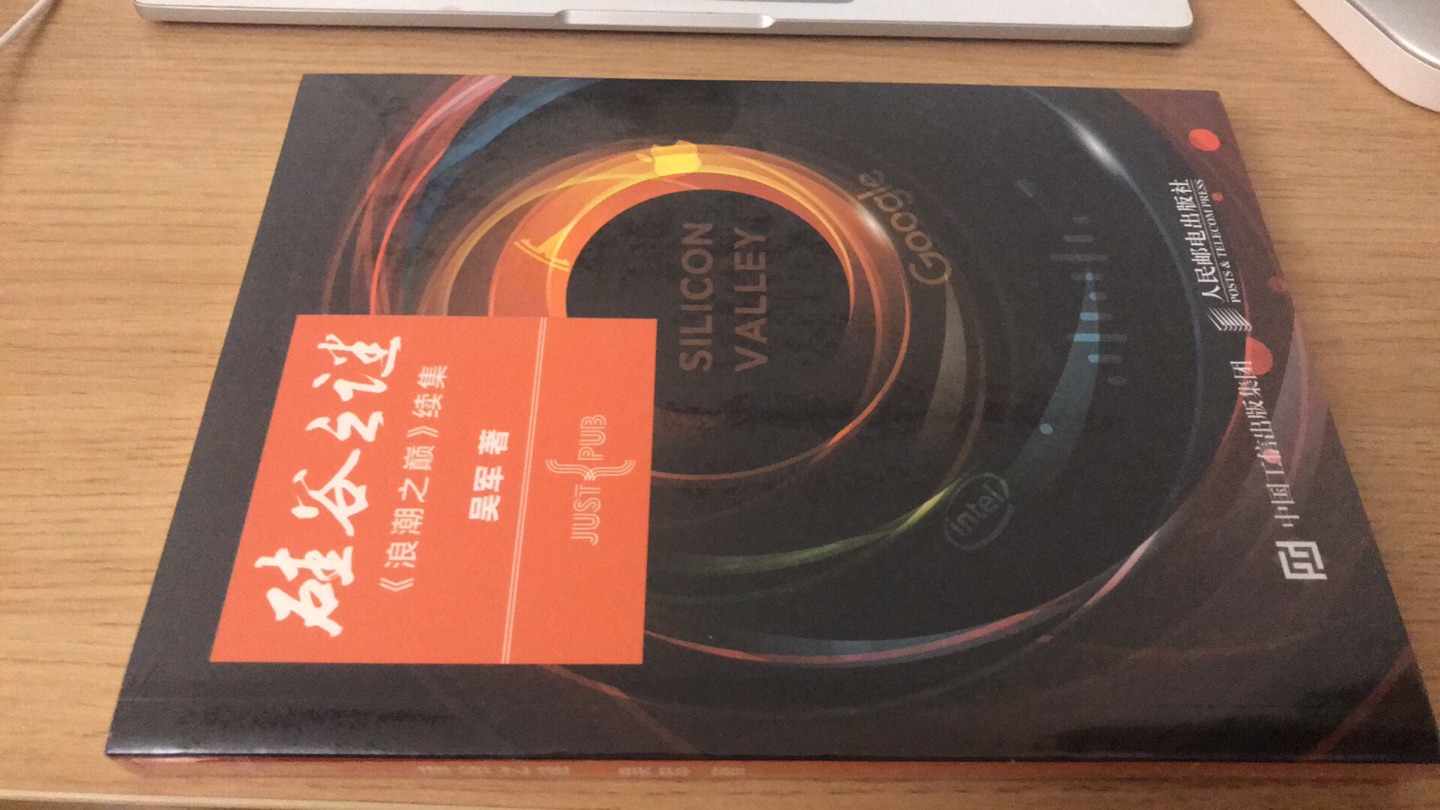 硅谷之谜
《浪潮之巅》续集
吴军 著
JUST PUB
SILICON
VALLEY
Google
intel
中国工信出版集团
人民邮电出版社
POSTS & TELECOM PRESS